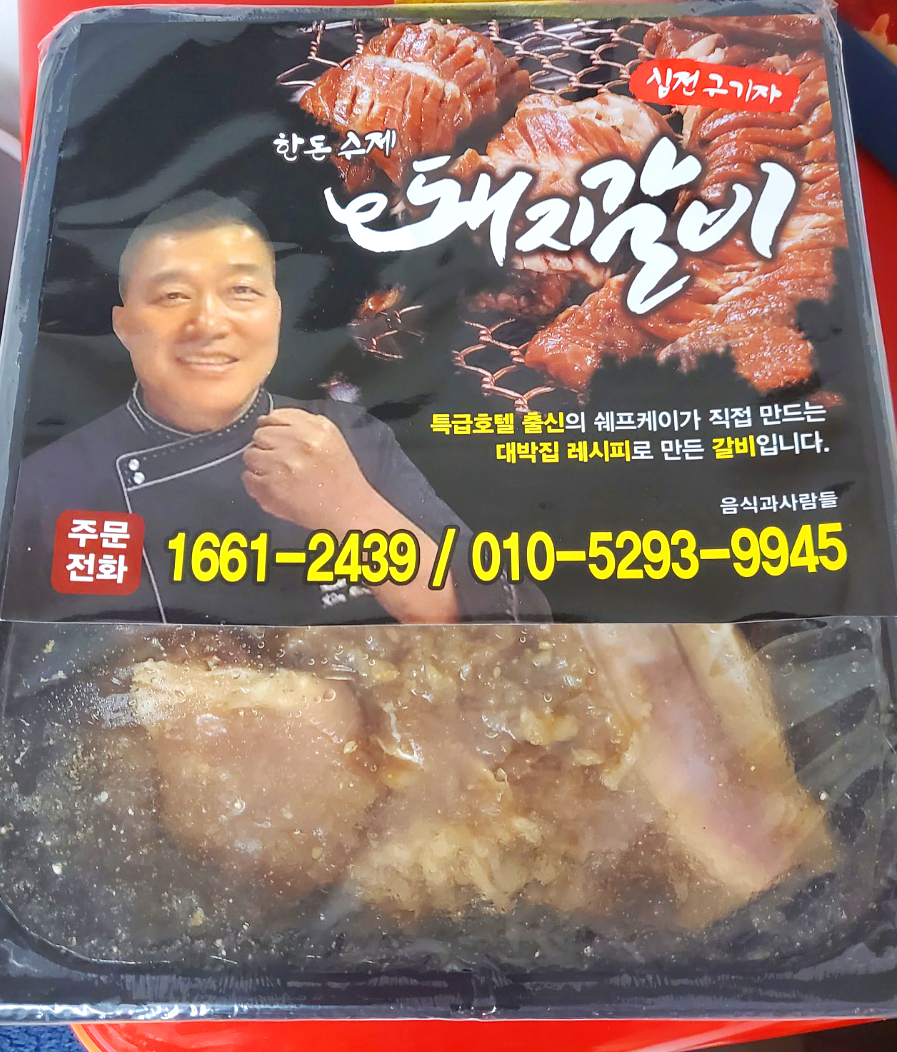 십전 구기자
한돈 수제
돼지갈비
특급호텔 출신의 쉐프케이가 직접 만드는
대박집 레시피로 만든 갈비입니다.
음식과사람들
주문
전화
1661-2439 / 010-5293-9945